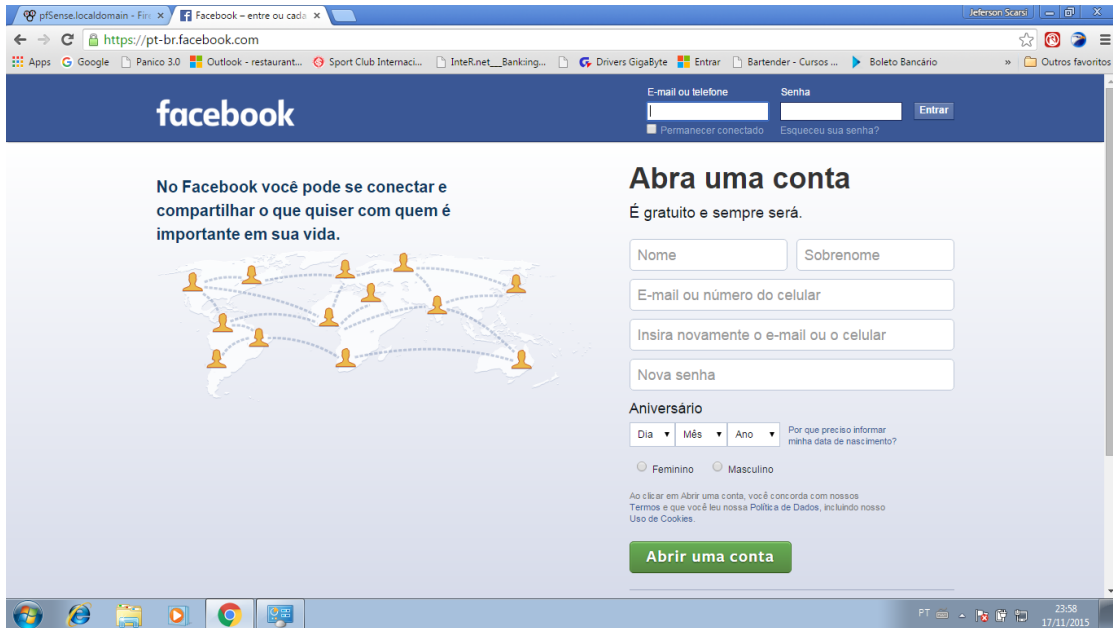 pfSense.localdomain - Fire
Facebook – entre ou cada
Jeferson Scarsi
https://pt-br.facebook.com
Apps
Google
Panico 3.0
Outlook - restaurant...
Sport Club Internaci...
InteR.net__Bank:ing...
Drivers GigaByte
Entrar
Bartender - Cursos ...
Boleto Bancário
»
Outros favoritos
facebook
E-mail ou telefone
Senha
Entrar
Permanecer conectado
Esqueceu sua senha?
No Facebook você pode se conectar e
compartilhar o que quiser com quem é
importante em sua vida.
Abra uma conta
É gratuito e sempre será.
Nome
Sobrenome
E-mail ou número do celular
Insira novamente o e-mail ou o celular
Nova senha
Aniversário
Dia
Mês
Ano
Por que preciso informar
minha data de nascimento?
Feminino
Masculino
Ao clicar em Abrir uma conta, você concorda com nossos
Termos e que você leu nossa Política de Dados, incluindo nosso
Uso de Cookies.
Abrir uma conta
PT
23:58
17/11/2015